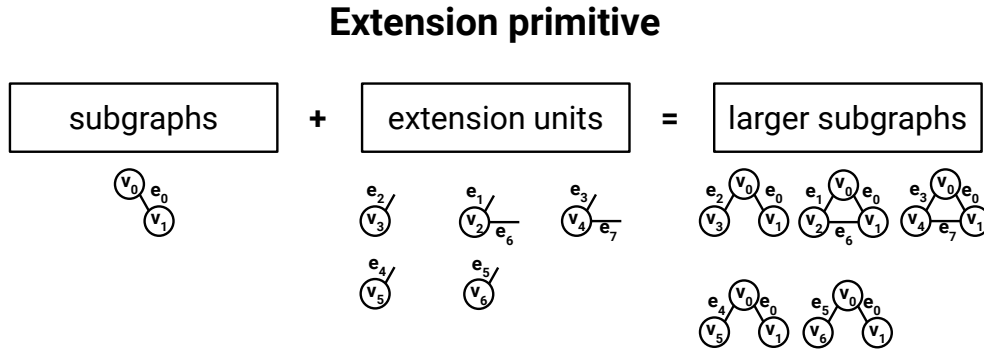 Extension primitive
subgraphs + extension units = larger subgraphs
v0 e0 v1
e2 v3
e1 v2 e6
e3 v4 e7
e2 v0 e0 v3 v1
e1 v0 e0 v2 v1 e6
e3 v0 e0 v4 v1 e7
e4 v5
e5 v6
e4 v0 e0 v5 v1
e5 v0 e0 v6 v1